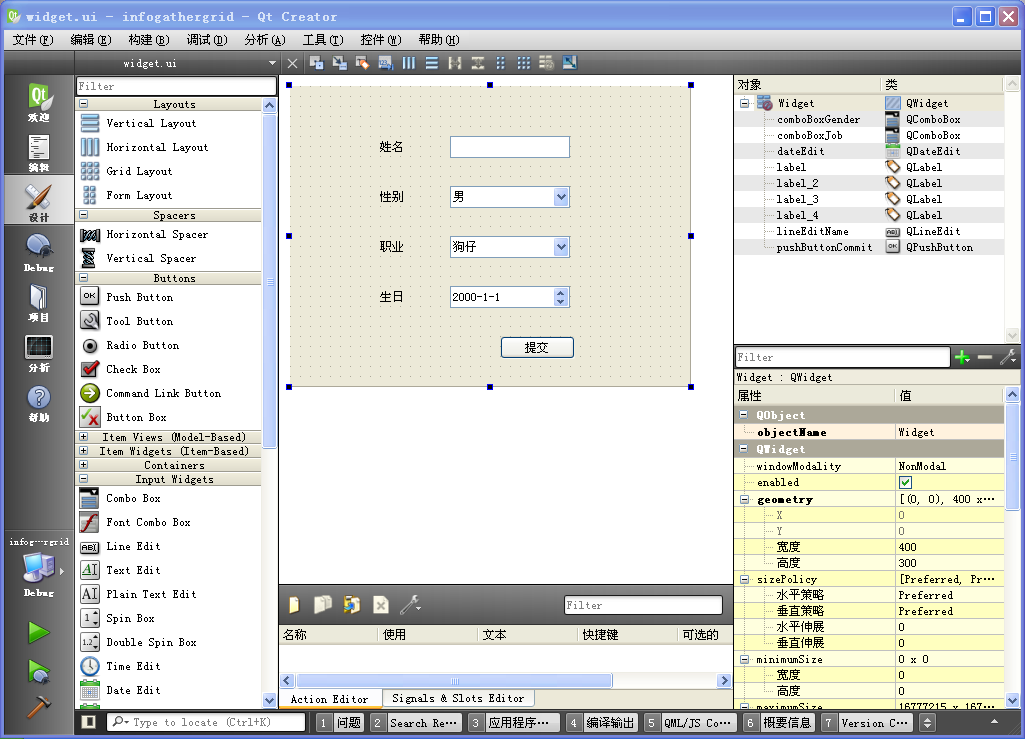 widget.ui - infogathergrid - Qt Creator
文件(F) 编辑(E) 构建(B) 调试(D) 分析(A) 工具(T) 控件(W) 帮助(H)
widget.ui
Qt
欢迎
编辑
设计
Debug
项目
分析
帮助
infog…rgrid
Debug
Filter
Layouts
Vertical Layout
Horizontal Layout
Grid Layout
Form Layout
Spacers
Horizontal Spacer
Vertical Spacer
Buttons
OK Push Button
Tool Button
Radio Button
Check Box
Command Link Button
Button Box
Item Views (Model-Based)
Item Widgets (Item-Based)
Containers
Input Widgets
Combo Box
Font Combo Box
ABI Line Edit
AI Text Edit
AI Plain Text Edit
1 Spin Box
1.2 Double Spin Box
Time Edit
Date Edit
姓名
性别 男
职业 狗仔
生日 2000-1-1
提交
Filter
名称 使用 文本 快捷键 可选的
Action Editor Signals & Slots Editor
对象 类
Widget QWidget
comboBoxGender QComboBox
comboBoxJob QComboBox
dateEdit QDateEdit
label QLabel
label_2 QLabel
label_3 QLabel
label_4 QLabel
lineEditName ABI QLineEdit
pushButtonCommit OK QPushButton
Filter
Widget : QWidget
属性 值
QObject
objectName Widget
QWidget
windowModality NonModal
enabled
geometry [(0, 0), 400 x…
X 0
Y 0
宽度 400
高度 300
sizePolicy [Preferred, Pr…
水平策略 Preferred
垂直策略 Preferred
水平伸展 0
垂直伸展 0
minimumSize 0 x 0
宽度 0
高度 0
maximumSize 16777215 x 167…
Type to locate (Ctrl+K) 1 问题 2 Search Re… 3 应用程序… 4 编译输出 5 QML/JS Co… 6 概要信息 7 Version C…